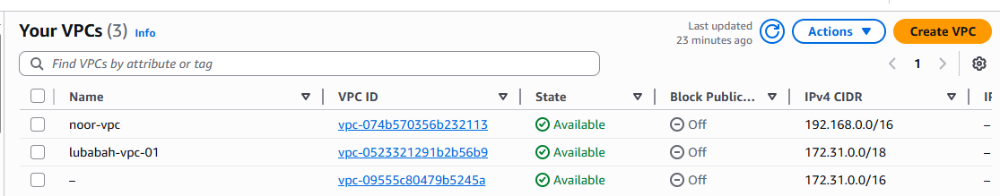 Your VPCs (3) Info
Last updated
23 minutes ago
Actions
Create VPC
Find VPCs by attribute or tag
1
Name VPC ID State Block Public... IPv4 CIDR
noor-vpc vpc-074b570356b232113 Available Off 192.168.0.0/16 –
lubabah-vpc-01 vpc-0523321291b2b56b9 Available Off 172.31.0.0/18 –
– vpc-09555c80479b5245a Available Off 172.31.0.0/16 –